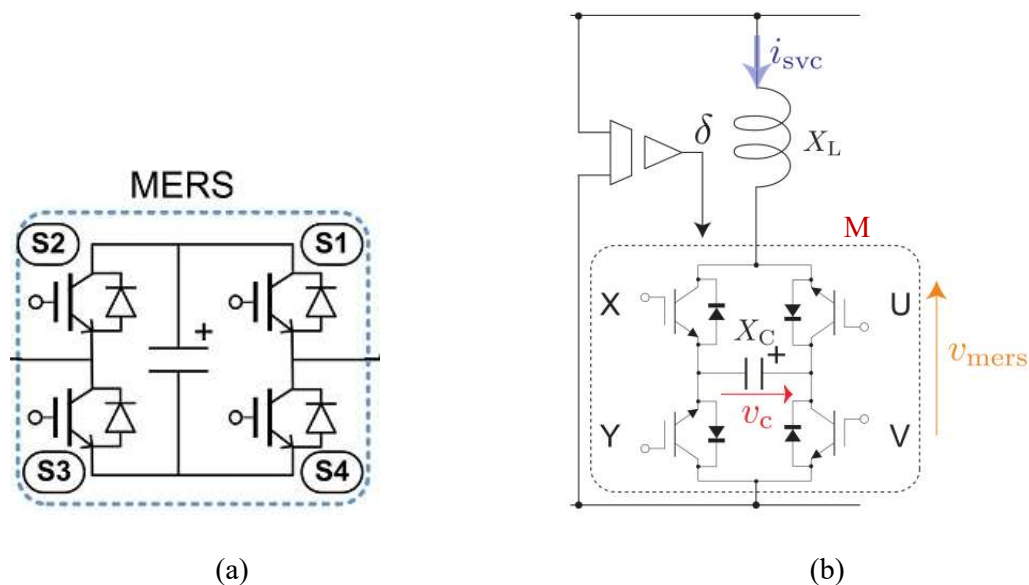 MERS
S2
S1
+
S3
S4
(a)
i_svc
δ
X_L
M
X
U
X_C
+
v_c
v_mers
Y
V
(b)